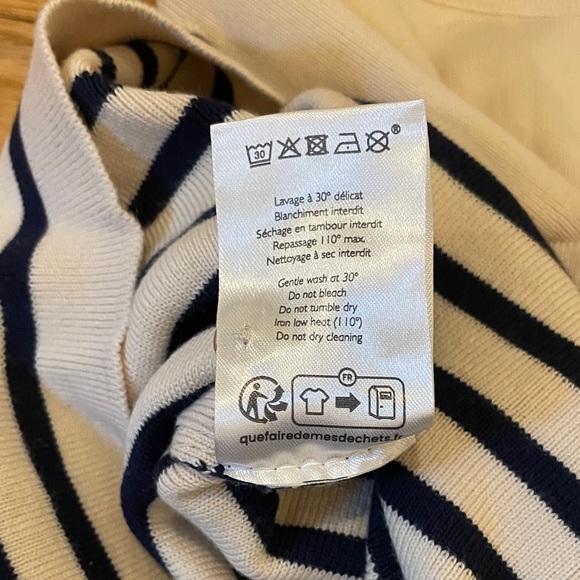 30 ®
Lavage à 30° délicat
Blanchiment interdit
Séchage en tambour interdit
Repassage 110° max.
Nettoyage à sec interdit
Gentle wash at 30°
Do not bleach
Do not tumble dry
Iron low heat (110°)
Do not dry cleaning
FR
quefairedemesdechets.fr